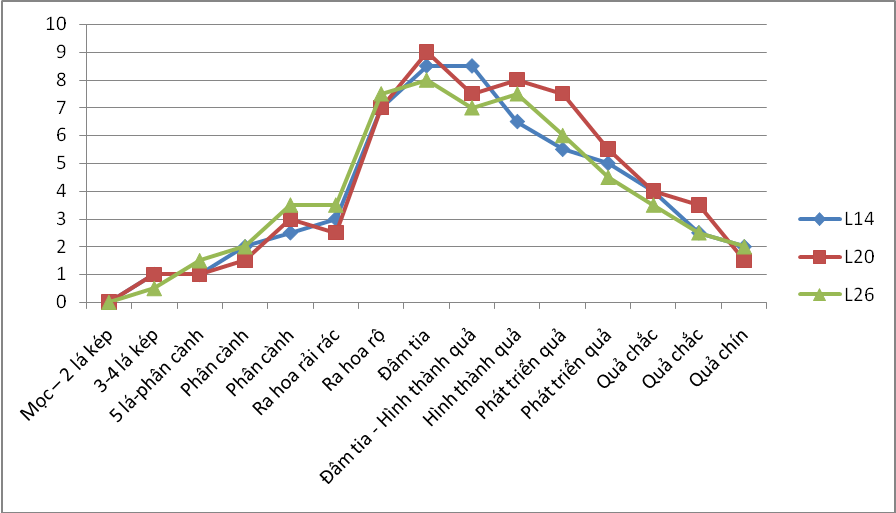 10
9
8
7
6
5
4
3
2
1
0
L14
L20
L26
Mọc – 2 lá kép
3-4 lá kép
5 lá-phân cành
Phân cành
Phân cành
Ra hoa rải rác
Ra hoa rộ
Đâm tia
Đâm tia - Hình thành quả
Hình thành quả
Phát triển quả
Phát triển quả
Quả chắc
Quả chắc
Quả chín